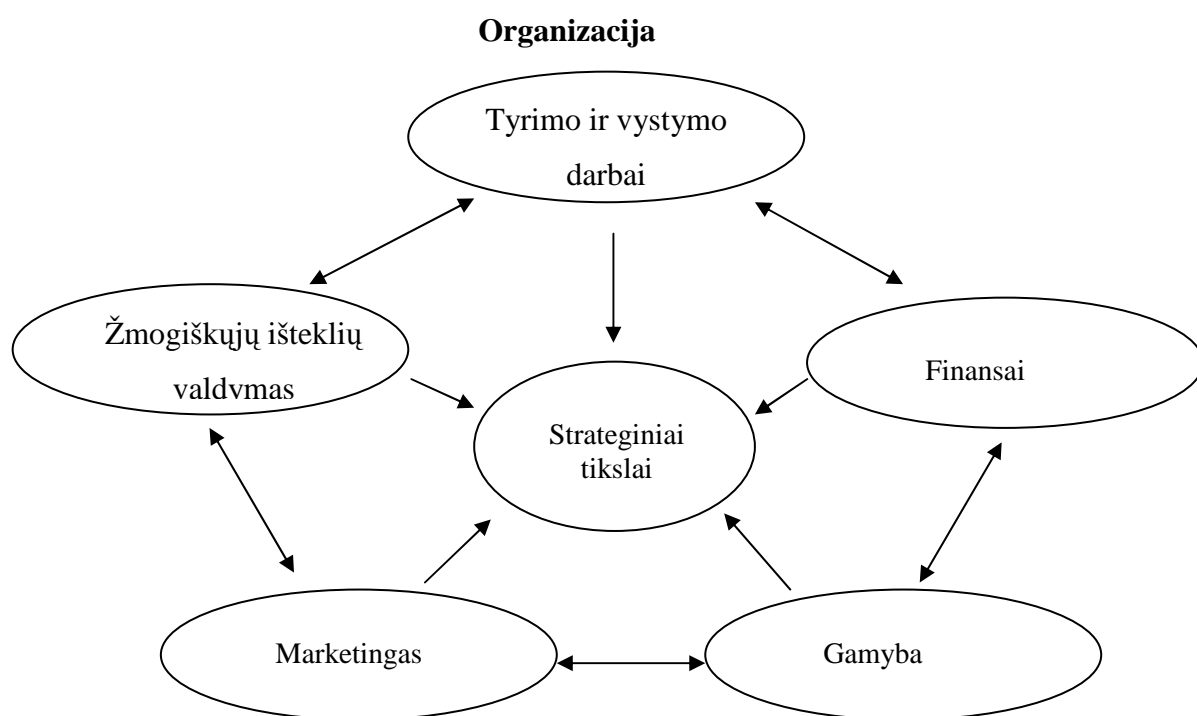 Organizacija
Tyrimo ir vystymo
darbai
Žmogiškųjų išteklių
valdvmas
Finansai
Strateginiai
tikslai
Marketingas
Gamyba